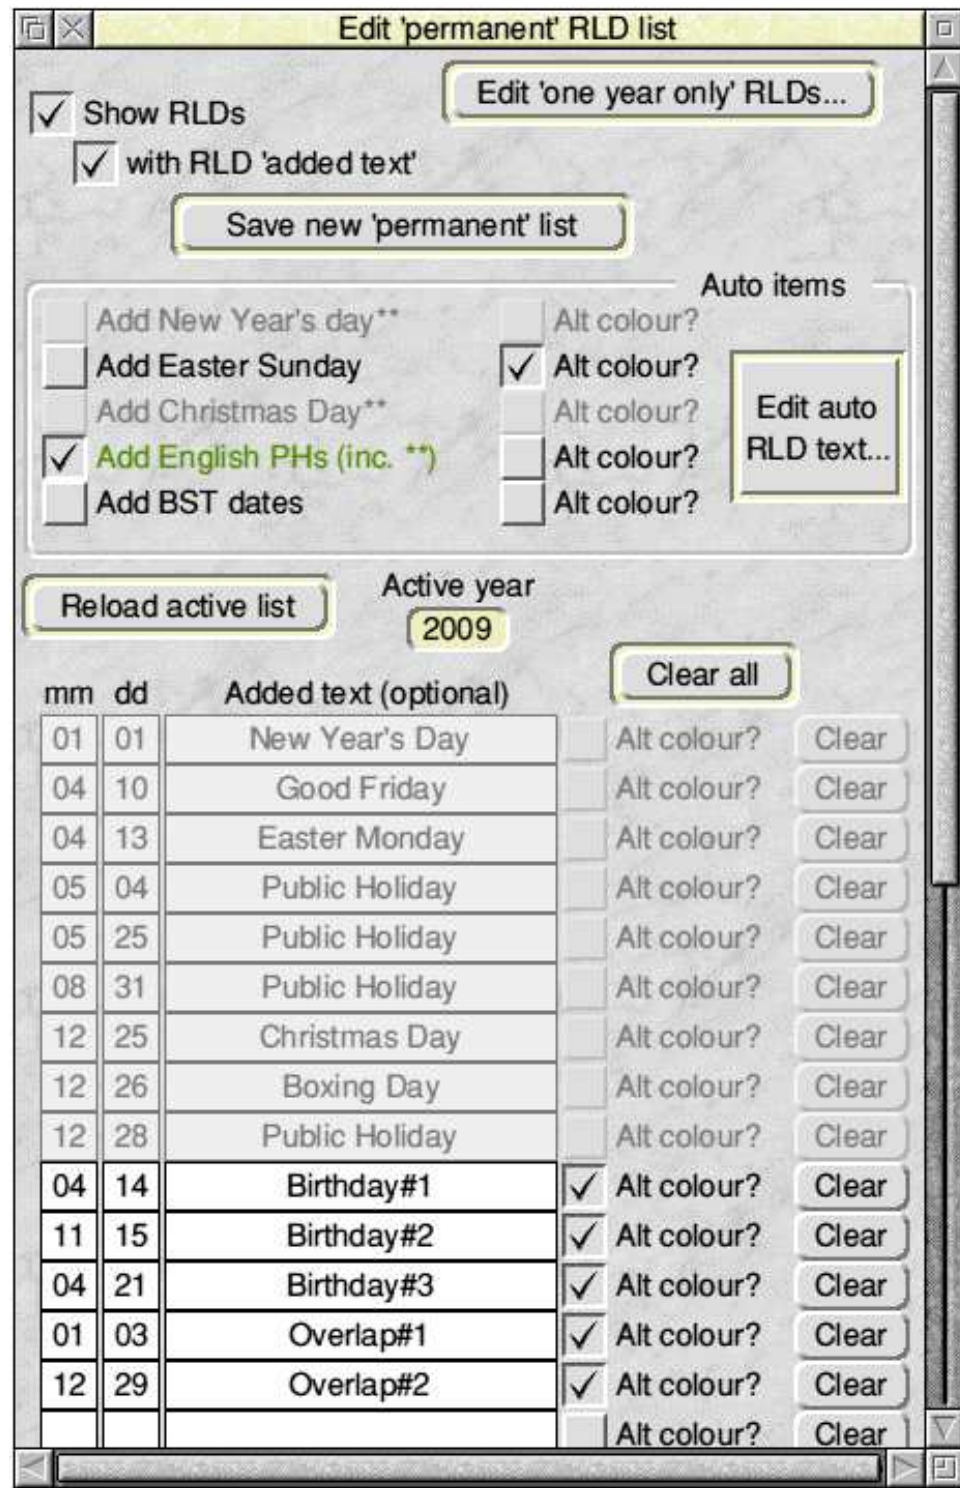 Edit 'permanent' RLD list
Edit 'one year only' RLDs...
Show RLDs
with RLD 'added text'
Save new 'permanent' list
Auto items
Add New Year's day** Alt colour?
Add Easter Sunday Alt colour?
Add Christmas Day** Alt colour?
Add English PHs (inc. **) Alt colour?
Add BST dates Alt colour?
Edit auto
RLD text...
Reload active list
Active year
2009
Clear all
mm dd Added text (optional)
01 01 New Year's Day Alt colour? Clear
04 10 Good Friday Alt colour? Clear
04 13 Easter Monday Alt colour? Clear
05 04 Public Holiday Alt colour? Clear
05 25 Public Holiday Alt colour? Clear
08 31 Public Holiday Alt colour? Clear
12 25 Christmas Day Alt colour? Clear
12 26 Boxing Day Alt colour? Clear
12 28 Public Holiday Alt colour? Clear
04 14 Birthday#1 Alt colour? Clear
11 15 Birthday#2 Alt colour? Clear
04 21 Birthday#3 Alt colour? Clear
01 03 Overlap#1 Alt colour? Clear
12 29 Overlap#2 Alt colour? Clear
Alt colour? Clear